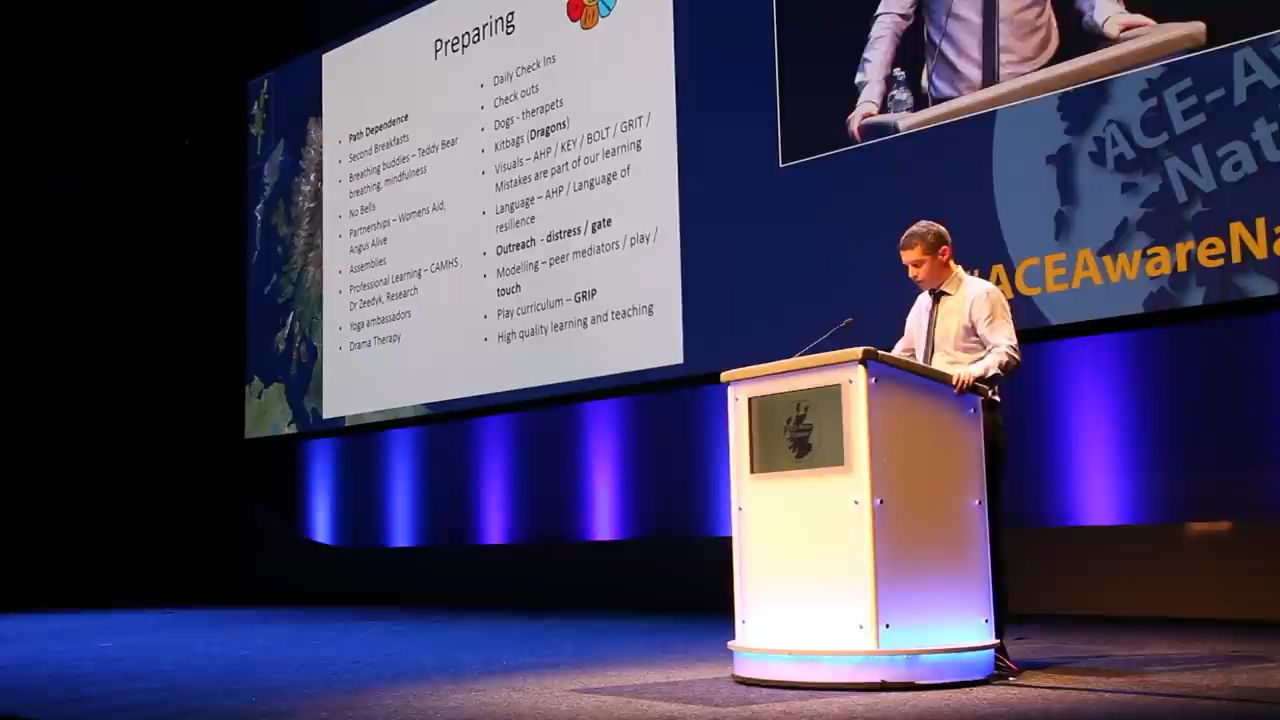 Preparing
Path Dependence
Second Breakfasts
Breathing buddies – Teddy Bear
breathing, mindfulness
No Bells
Partnerships – Womens Aid,
Angus Alive
Assemblies
Professional Learning – CAMHS ,
Dr Zeedyk, Research
Yoga ambassadors
Drama Therapy
Daily Check Ins
Check outs
Dogs - therapets
Kitbags (Dragons)
Visuals – AHP / KEY / BOLT / GRIT /
Mistakes are part of our learning
Language – AHP / Language of
resilience
Outreach - distress / gate
Modelling – peer mediators / play /
touch
Play curriculum – GRIP
High quality learning and teaching
ACE-A
Nat
#ACEAwareNa